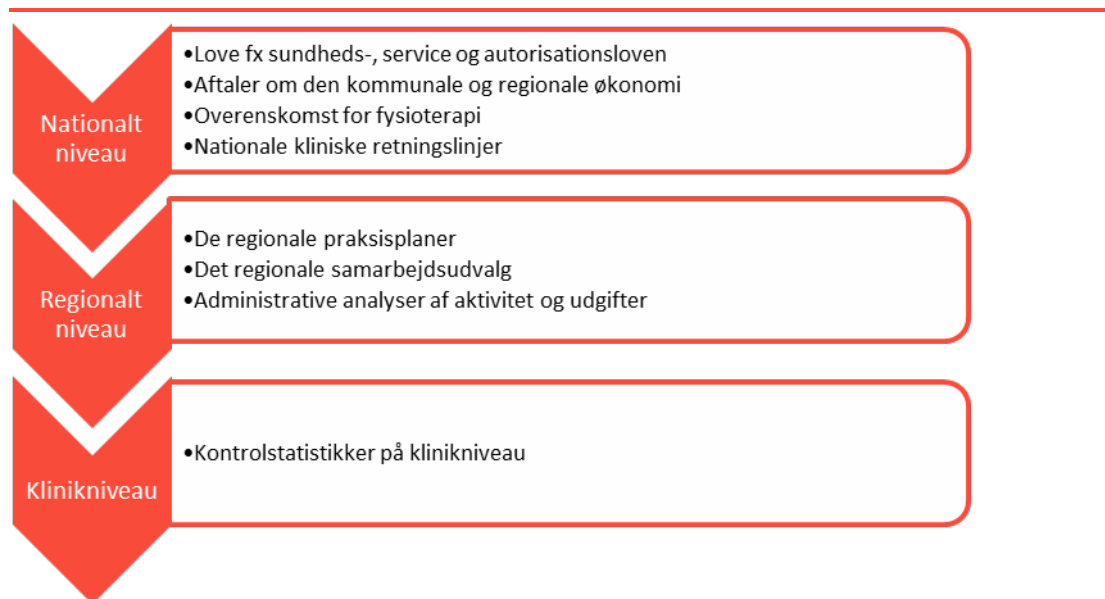 Nationalt
niveau
•Love fx sundheds-, service og autorisationsloven
•Aftaler om den kommunale og regionale økonomi
•Overenskomst for fysioterapi
•Nationale kliniske retningslinjer
Regionalt
niveau
•De regionale praksisplaner
•Det regionale samarbejdsudvalg
•Administrative analyser af aktivitet og udgifter
Klinikniveau
•Kontrolstatistikker på klinikniveau